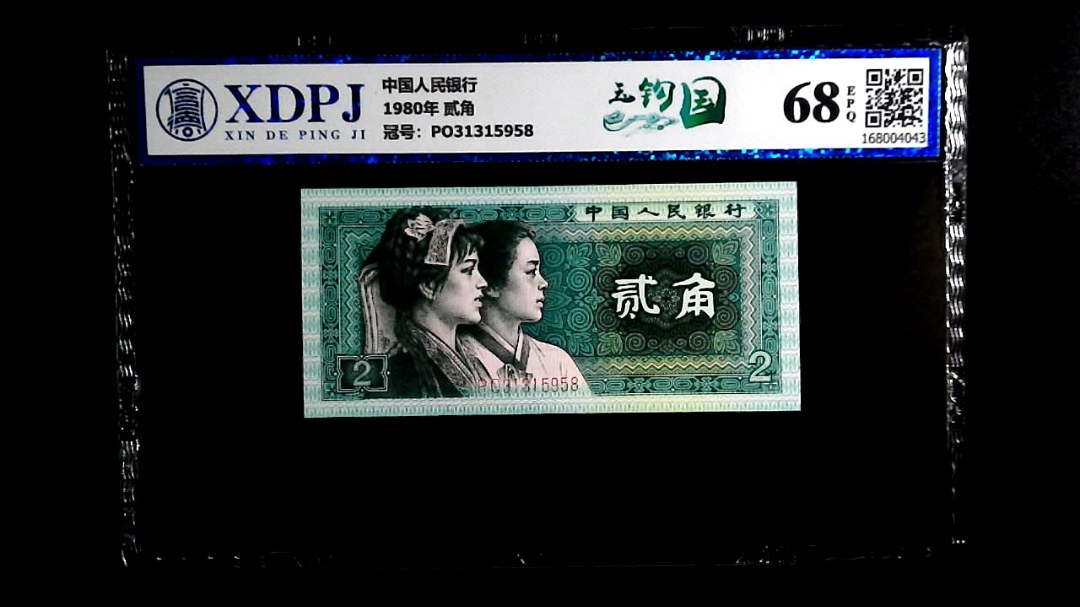 XDPJ
XIN DE PING JI
中国人民银行
1980年 贰角
冠号：PO31315958
玉钩国
68
EPQ
168004043
中国人民银行
贰角
2
2
PO31315958